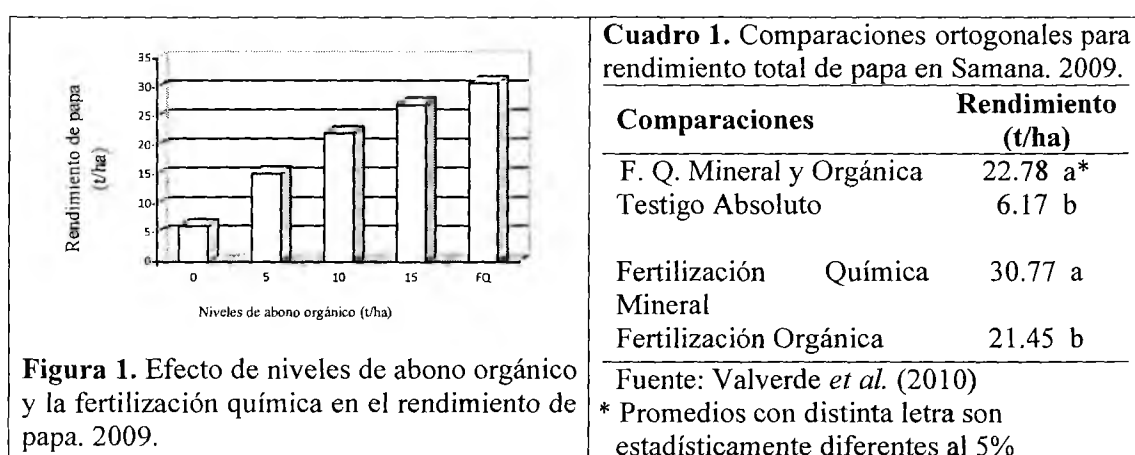 35
30
25
20
15
10
5
0
Rendimiento de papa
(t/ha)
0 5 10 15 FQ
Niveles de abono orgánico (t/ha)
Figura 1. Efecto de niveles de abono orgánico
y la fertilización química en el rendimiento de
papa. 2009.
Cuadro 1. Comparaciones ortogonales para
rendimiento total de papa en Samana. 2009.
Comparaciones Rendimiento
(t/ha)
F. Q. Mineral y Orgánica 22.78 a*
Testigo Absoluto 6.17 b
Fertilización Química 30.77 a
Mineral
Fertilización Orgánica 21.45 b
Fuente: Valverde et al. (2010)
* Promedios con distinta letra son
estadísticamente diferentes al 5%